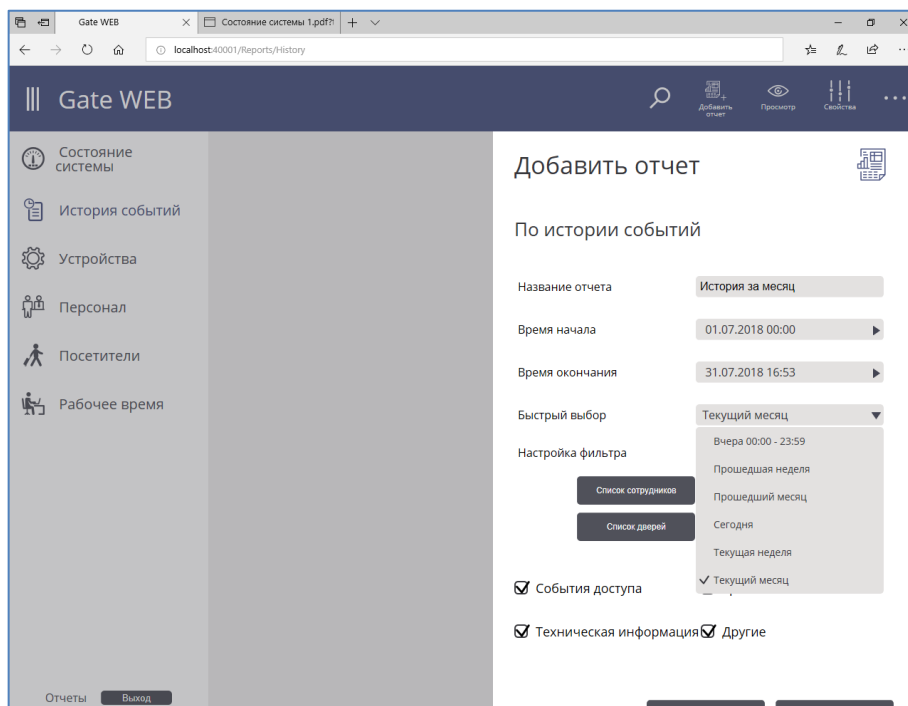 Gate WEB
Состояние системы 1.pdf?
localhost:40001/Reports/History
Gate WEB
Добавить отчет
Просмотр
Свойства
Состояние
системы
История событий
Устройства
Персонал
Посетители
Рабочее время
Отчеты
Выход
Добавить отчет
По истории событий
Название отчета
История за месяц
Время начала
01.07.2018 00:00
Время окончания
31.07.2018 16:53
Быстрый выбор
Текущий месяц
Вчера 00:00 - 23:59
Прошедшая неделя
Прошедший месяц
Сегодня
Текущая неделя
Текущий месяц
Настройка фильтра
Список сотрудников
Список дверей
События доступа
Техническая информация
Другие